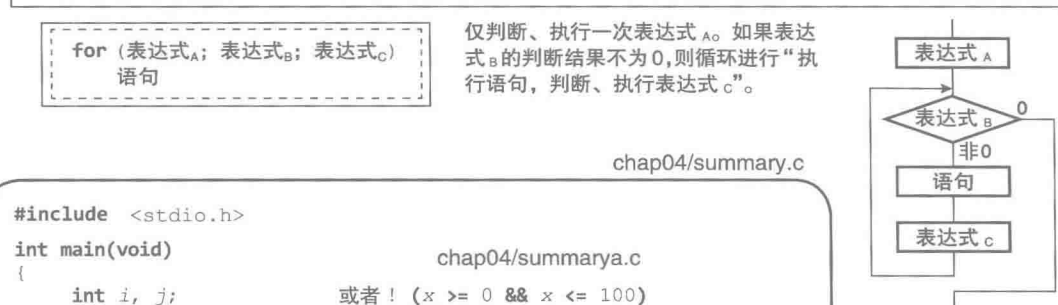 for (表达式A; 表达式B; 表达式C)
语句
仅判断、执行一次表达式A。如果表达
式B的判断结果不为0,则循环进行“执
行语句，判断、执行表达式C”。
表达式A
表达式B
0
非0
语句
表达式C
chap04/summary.c
#include <stdio.h>
int main(void)
chap04/summarya.c
{
int i, j;
或者！(x >= 0 && x <= 100)